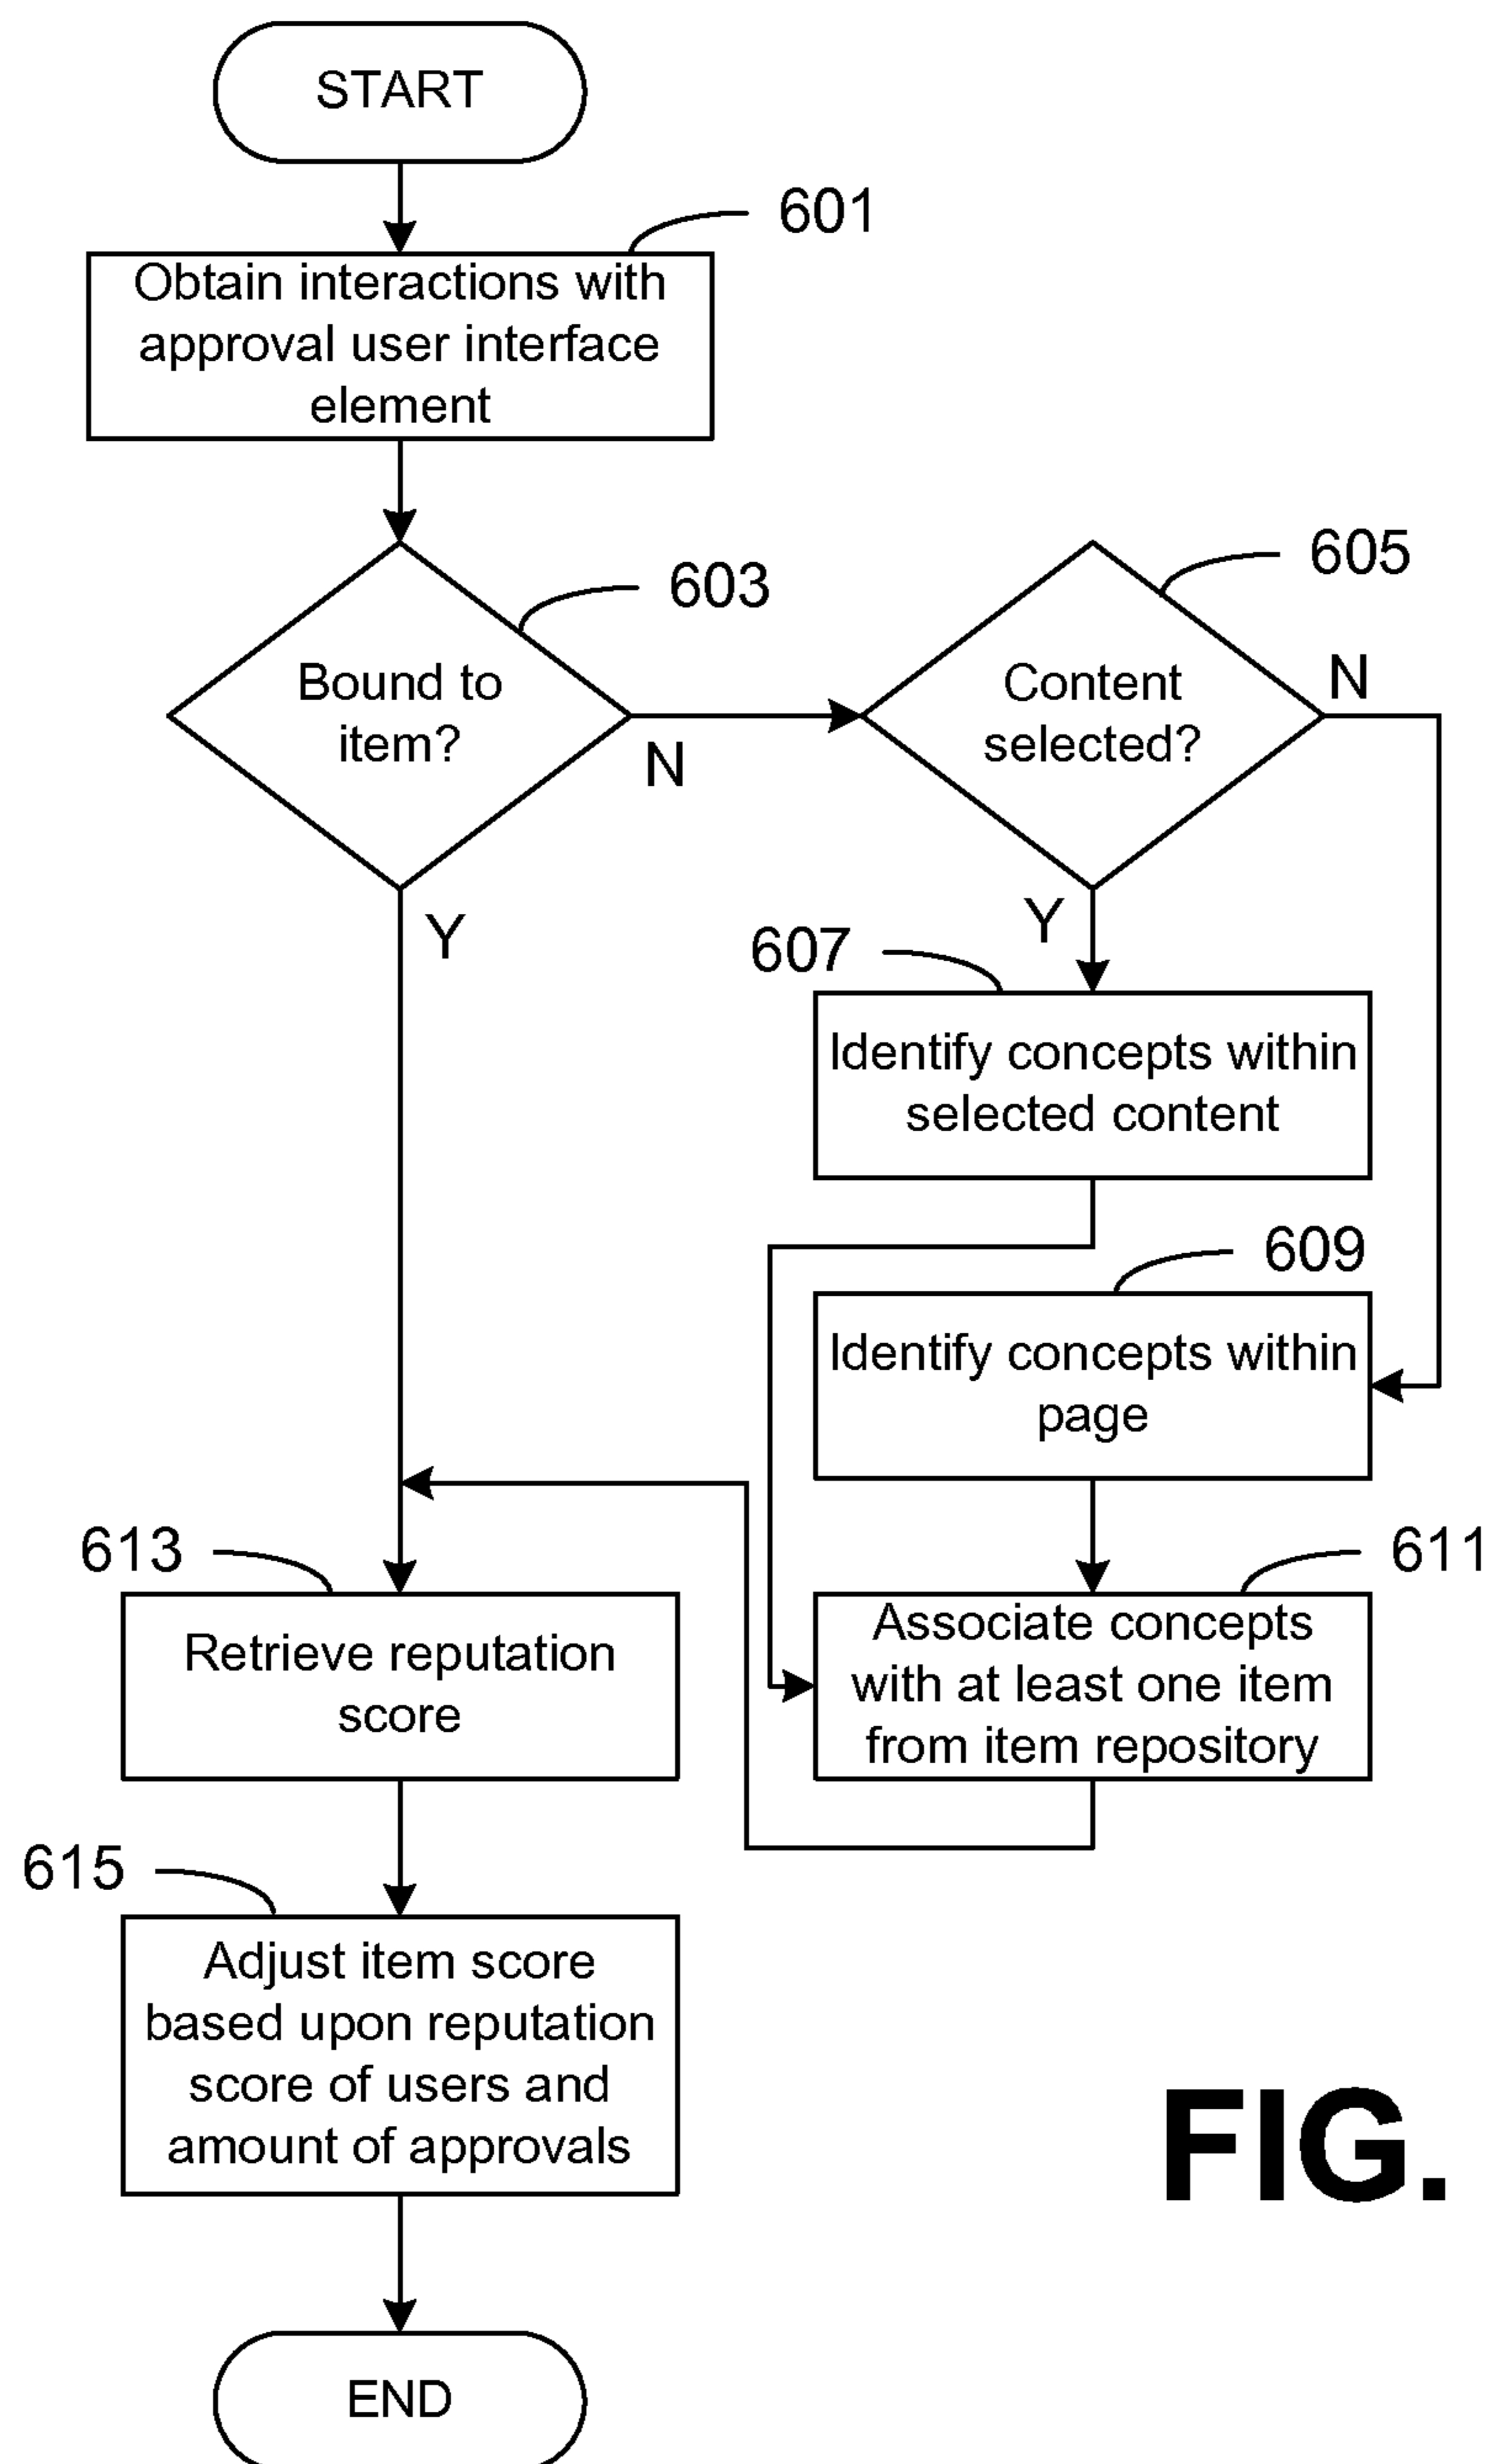 START
601
Obtain interactions with
approval user interface
element
603
Bound to
item?
N
Y
605
Content
selected?
N
Y
607
Identify concepts within
selected content
609
Identify concepts within
page
611
Associate concepts
with at least one item
from item repository
613
Retrieve reputation
score
615
Adjust item score
based upon reputation
score of users and
amount of approvals
END
FIG.